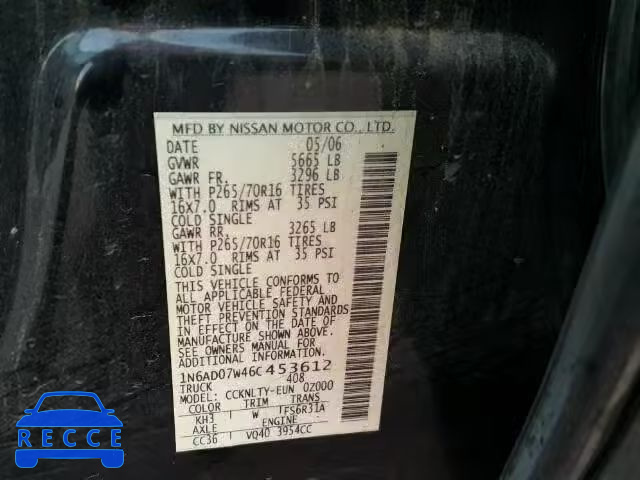 MFD BY NISSAN MOTOR CO., LTD.
DATE 05/06
GVWR 5665 LB
GAWR FR. 3296 LB
WITH P265/70R16 TIRES
16X7.0 RIMS AT 35 PSI
COLD SINGLE
GAWR RR. 3265 LB
WITH P265/70R16 TIRES
16X7.0 RIMS AT 35 PSI
COLD SINGLE
THIS VEHICLE CONFORMS TO
ALL APPLICABLE FEDERAL
MOTOR VEHICLE SAFETY AND
THEFT PREVENTION STANDARDS
IN EFFECT ON THE DATE OF
MANUFACTURE SHOWN ABOVE.
SEE OWNERS MANUAL FOR
ADDITIONAL INFORMATION
1N6AD07W46C453612
TRUCK 408
MODEL: CCKNLTY-EUN 0Z000
COLOR TRIM TRANS
KH3 W TFS6R31A
AXLE ENGINE
CC36 VQ40 3954CC
RECCE